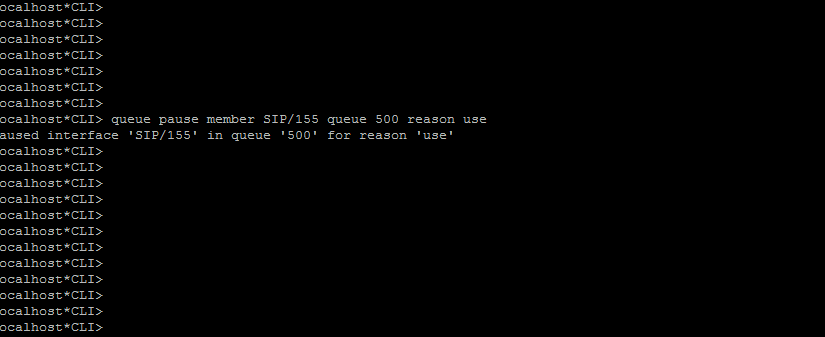 ocalhost*CLI>
ocalhost*CLI>
ocalhost*CLI>
ocalhost*CLI>
ocalhost*CLI>
ocalhost*CLI>
ocalhost*CLI>
ocalhost*CLI> queue pause member SIP/155 queue 500 reason use
aused interface 'SIP/155' in queue '500' for reason 'use'
ocalhost*CLI>
ocalhost*CLI>
ocalhost*CLI>
ocalhost*CLI>
ocalhost*CLI>
ocalhost*CLI>
ocalhost*CLI>
ocalhost*CLI>
ocalhost*CLI>
ocalhost*CLI>
ocalhost*CLI>
ocalhost*CLI>